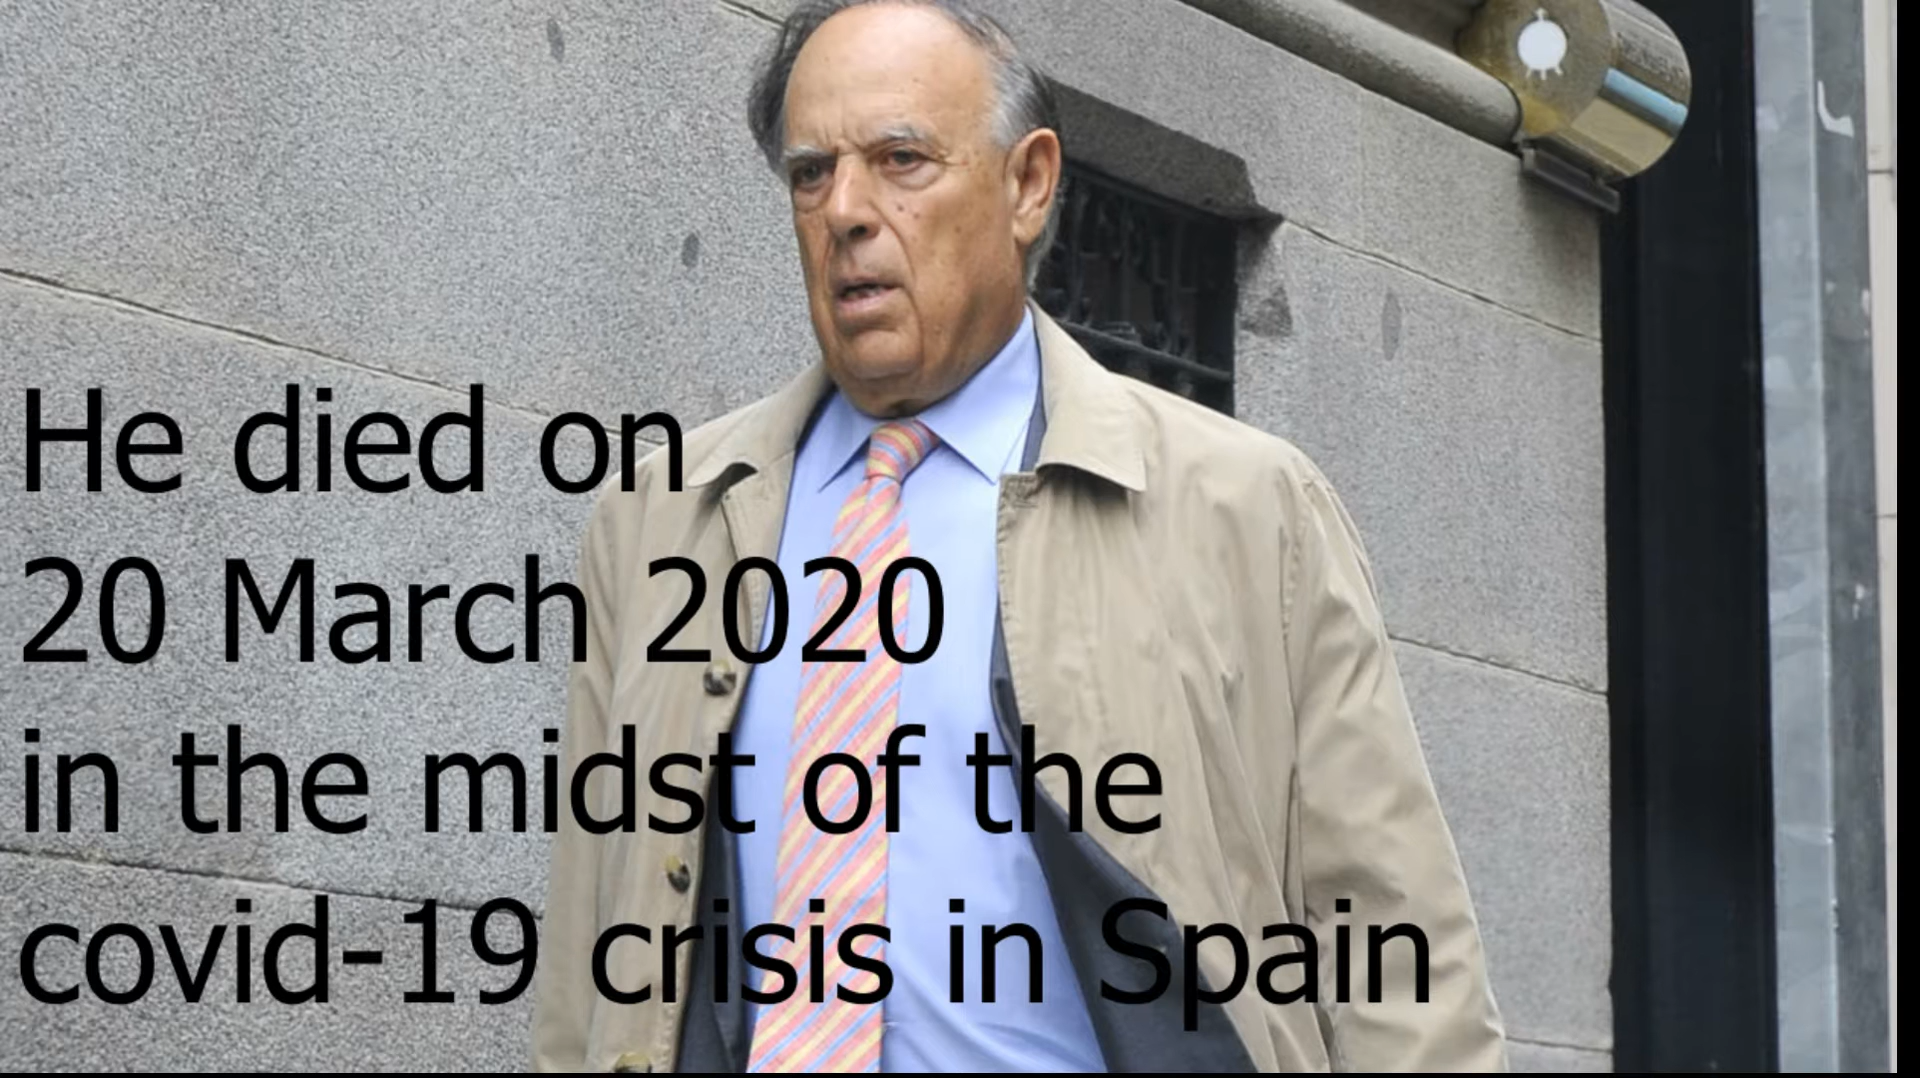 He died on
20 March 2020
in the midst of the
covid-19 crisis in Spain